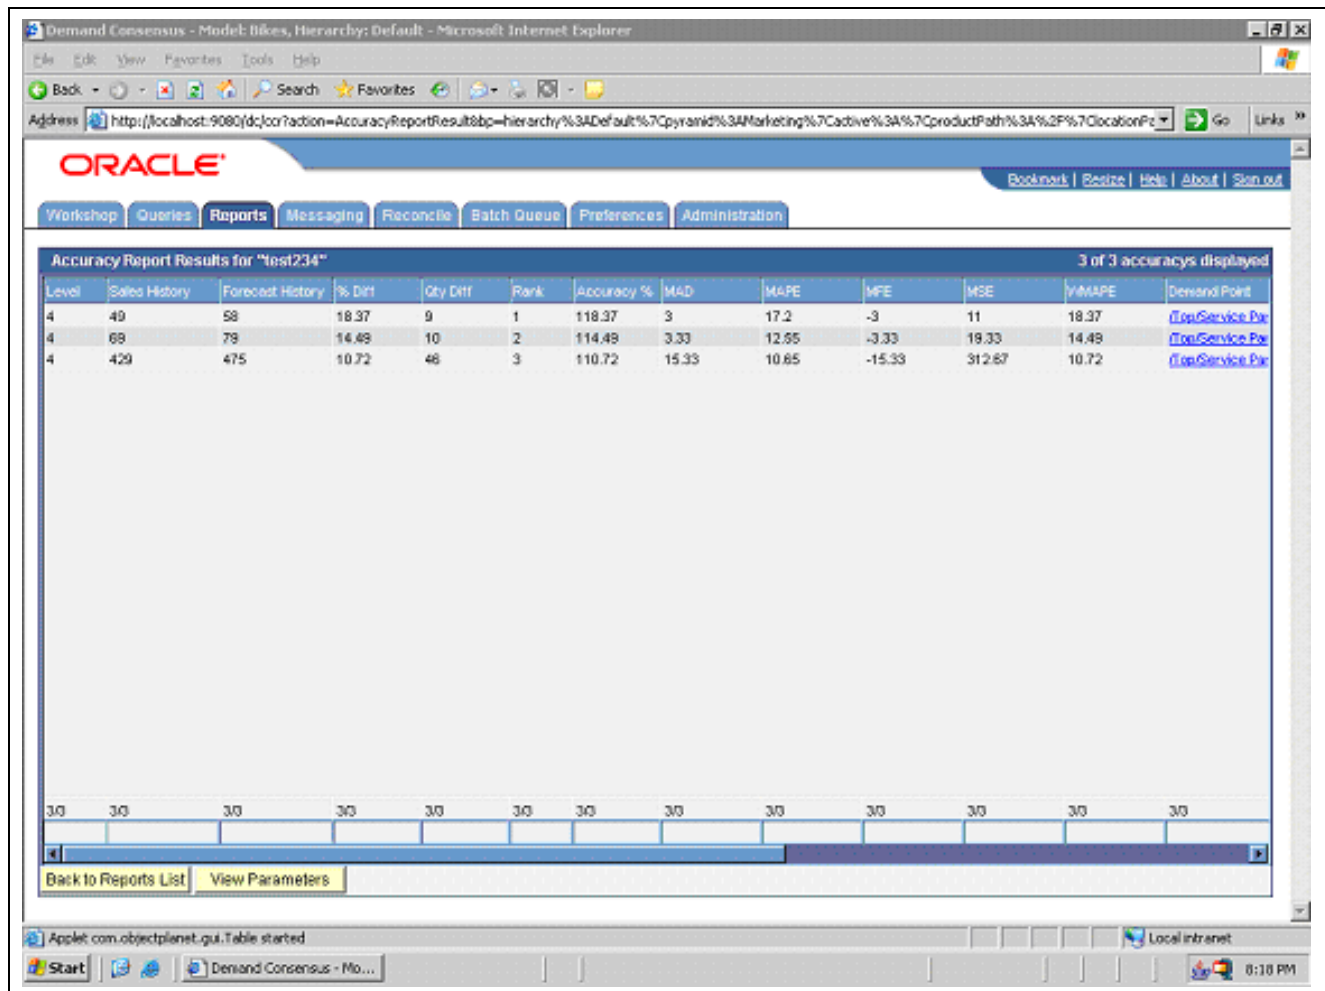 Demand Consensus - Model: Bikes, Hierarchy: Default - Microsoft Internet Explorer
File Edit View Favorites Tools Help
Back Search Favorites
Address http://localhost:9080/dc/ccr?action=AccuracyReportResult&bp=hierarchy%3ADefault%7Cpyramid%3AMarketing%7Cactive%3A%7CproductPath%3A%2F%7ClocationPa Go Links »
ORACLE
Bookmark | Resize | Help | About | Sign out
Workshop Queries Reports Messaging Reconcile Batch Queue Preferences Administration
Accuracy Report Results for "test234" 3 of 3 accuracys displayed
Level Sales History Forecast History % Diff Qty Diff Rank Accuracy % MAD MAPE MFE MSE WMAPE Demand Point
4 49 58 18.37 9 1 118.37 3 17.2 -3 11 18.37 /Top/Service Par
4 69 79 14.49 10 2 114.49 3.33 12.55 -3.33 19.33 14.49 /Top/Service Par
4 429 475 10.72 46 3 110.72 15.33 10.65 -15.33 312.67 10.72 /Top/Service Par
3/3 3/3 3/3 3/3 3/3 3/3 3/3 3/3 3/3 3/3 3/3 3/3 3/3
Back to Reports List View Parameters
Applet com.objectplanet.gui.Table started Local intranet
Start Demand Consensus - Mo... 8:18 PM